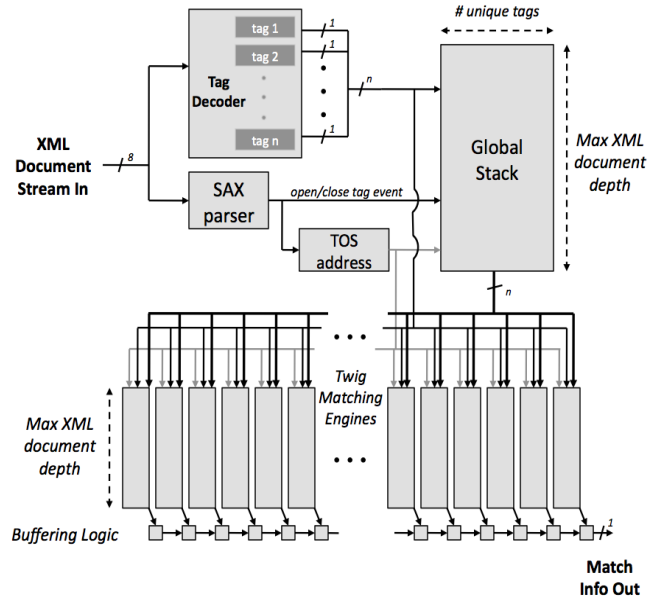 # unique tags
tag 1
1
tag 2
1
Tag
Decoder
n
tag n
1
XML
Document
Stream In
8
Global
Stack
Max XML
document
depth
SAX
parser
open/close tag event
TOS
address
n
Twig
Matching
Engines
Max XML
document
depth
Buffering Logic
1
Match
Info Out